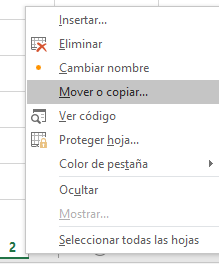 Insertar...
Eliminar
Cambiar nombre
Mover o copiar...
Ver código
Proteger hoja...
Color de pestaña
Ocultar
Mostrar...
Seleccionar todas las hojas
2